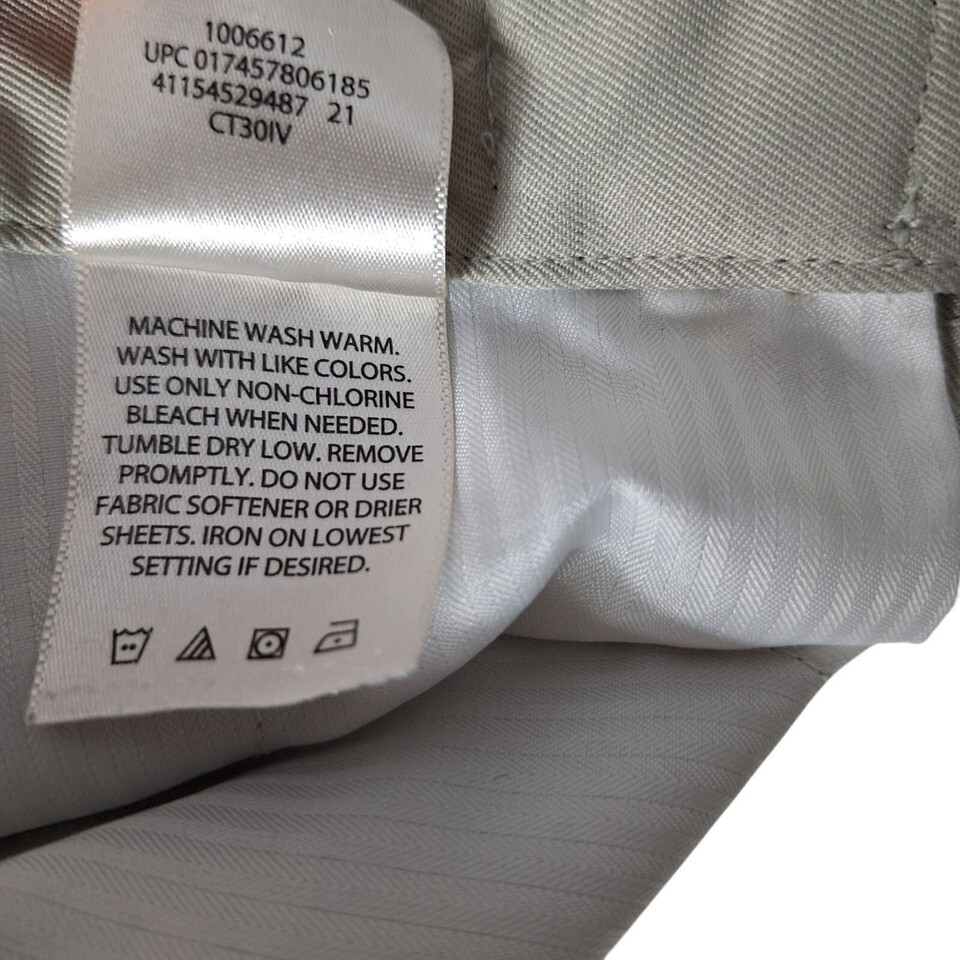 1006612
UPC 017457806185
41154529487 21
CT30IV
MACHINE WASH WARM.
WASH WITH LIKE COLORS.
USE ONLY NON-CHLORINE
BLEACH WHEN NEEDED.
TUMBLE DRY LOW. REMOVE
PROMPTLY. DO NOT USE
FABRIC SOFTENER OR DRIER
SHEETS. IRON ON LOWEST
SETTING IF DESIRED.